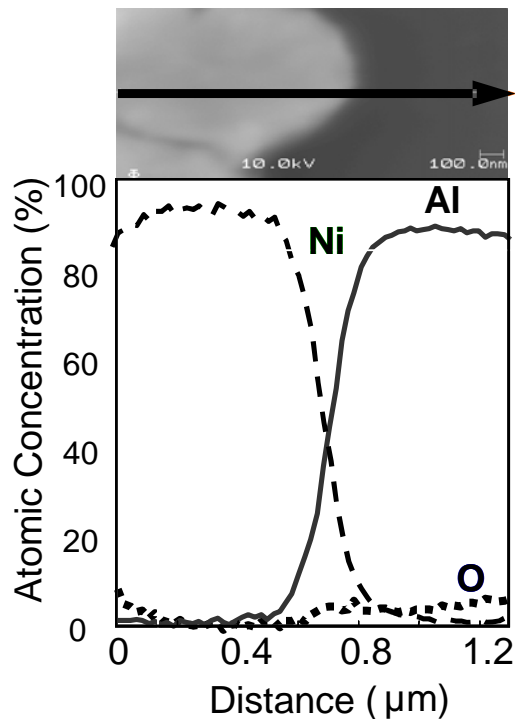 10.0kV 100.0nm
Atomic Concentration (%)
100
80
60
40
20
0
Ni
Al
O
0 0.4 0.8 1.2
Distance (µm)